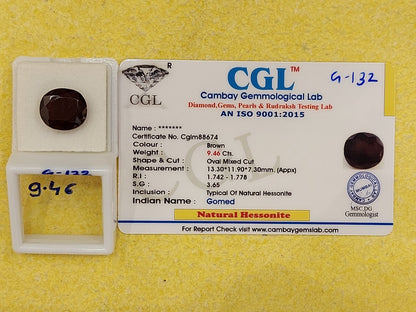 R
CGL™
G-132
Cambay Gemmological Lab
CGL
Diamond,Gems, Pearls & Rudraksh Testing Lab
AN ISO 9001:2015
Name : *******
Certificate No. Cglm88674
Colour : Brown
Weight : 9.46 Cts.
Shape & Cut : Oval Mixed Cut
Measurement : 13.30*11.90*7.30mm. (Appx)
R.I : 1.742 - 1.778
S.G : 3.65
Inclusion : Typical Of Natural Hessonite
Indian Name : Gomed
MSC,DG
Gemmologist
Natural Hessonite
For Report Visit : www.cambaygemslab.com
G-132
9.46